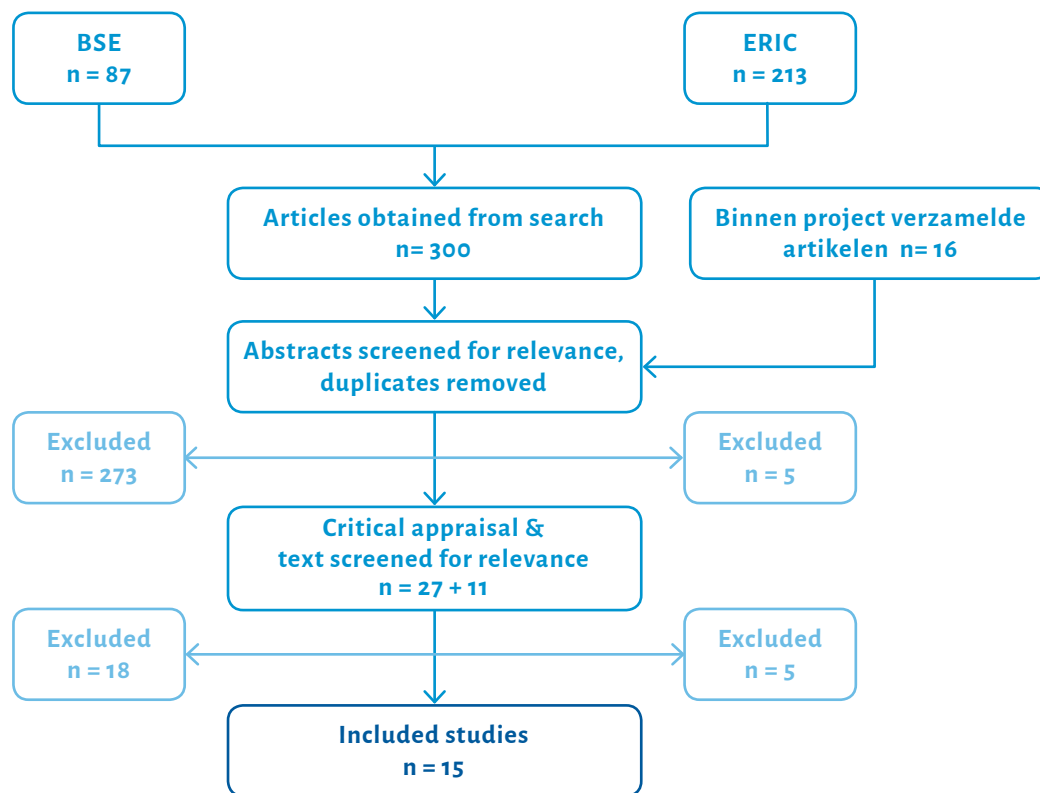 BSE
n = 87
ERIC
n = 213
Articles obtained from search
n= 300
Binnen project verzamelde
artikelen n= 16
Abstracts screened for relevance,
duplicates removed
Excluded
n = 273
Excluded
n = 5
Critical appraisal &
text screened for relevance
n = 27 + 11
Excluded
n = 18
Excluded
n = 5
Included studies
n = 15